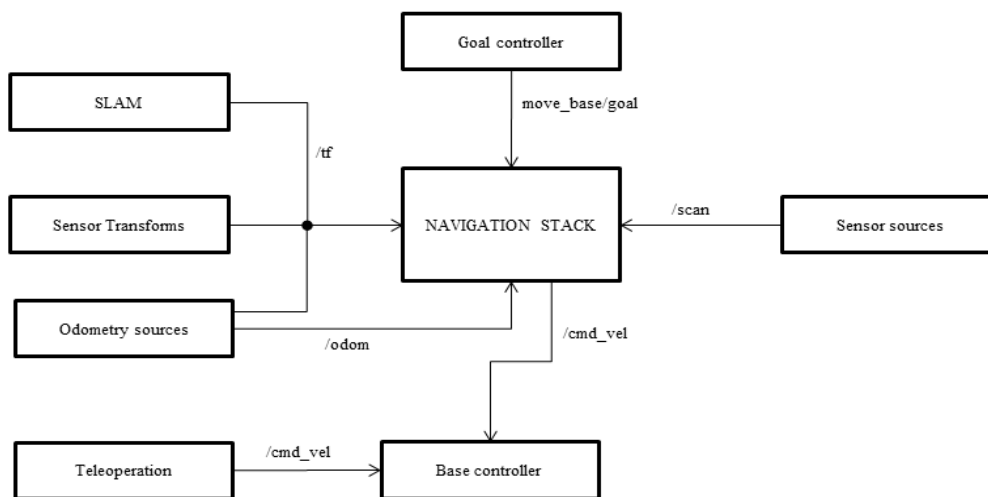 Goal controller
SLAM
move_base/goal
/tf
Sensor Transforms
NAVIGATION STACK
/scan
Sensor sources
Odometry sources
/odom
/cmd_vel
Teleoperation
/cmd_vel
Base controller